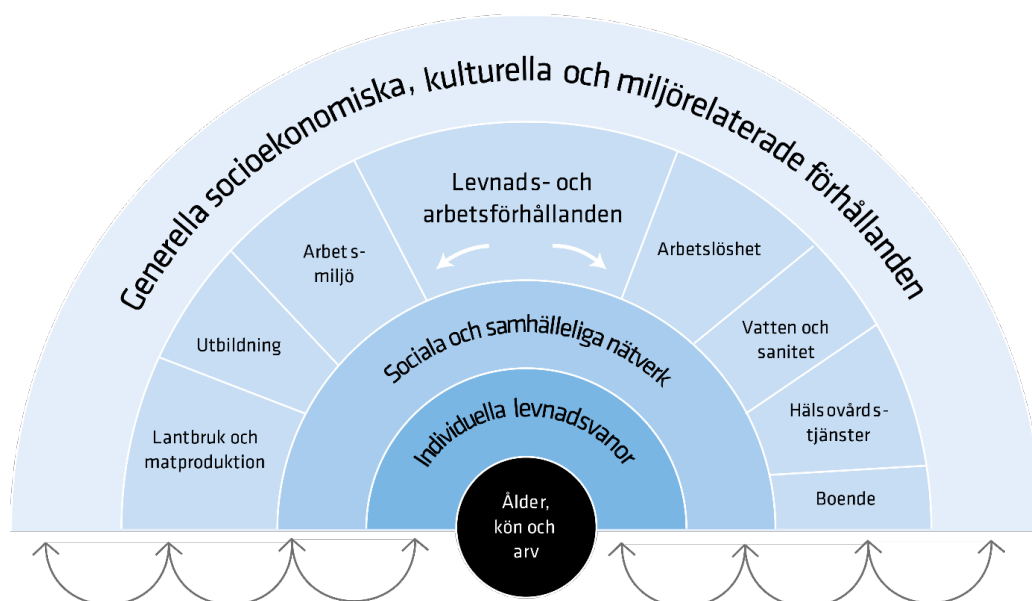 Generella socioekonomiska, kulturella och miljörelaterade förhållanden
Levnads- och
arbetsförhållanden
Arbets-
miljö
Arbetslöshet
Utbildning
Vatten och
sanitet
Lantbruk och
matproduktion
Hälsovårds-
tjänster
Boende
Sociala och samhälleliga nätverk
Individuella levnadsvanor
Ålder,
kön och
arv